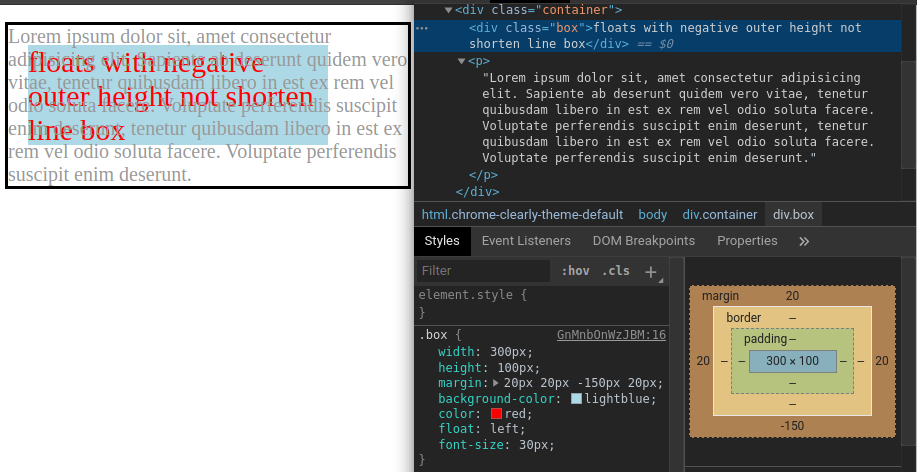 Lorem ipsum dolor sit, amet consectetur
adipisicing elit. Sapiente ab deserunt quidem vero
floats with negative
vitae, tenetur quibusdam libero in est ex rem vel
outer height not shorten
odio soluta facere. Voluptate perferendis suscipit
enim deserunt, tenetur quibusdam libero in est ex
line box
rem vel odio soluta facere. Voluptate perferendis
suscipit enim deserunt.
<div class="container">
<div class="box">floats with negative outer height not
shorten line box</div> == $0
<p>
"Lorem ipsum dolor sit, amet consectetur adipisicing
elit. Sapiente ab deserunt quidem vero vitae, tenetur
quibusdam libero in est ex rem vel odio soluta facere.
Voluptate perferendis suscipit enim deserunt, tenetur
quibusdam libero in est ex rem vel odio soluta facere.
Voluptate perferendis suscipit enim deserunt."
</p>
</div>
html.chrome-clearly-theme-default body div.container div.box
Styles Event Listeners DOM Breakpoints Properties »
Filter :hov .cls +
element.style {
}
.box { GnMnbOnWzJBM:16
width: 300px;
height: 100px;
margin: 20px 20px -150px 20px;
background-color: lightblue;
color: red;
float: left;
font-size: 30px;
}
margin 20
border –
padding –
20 – – 300 × 100 – – 20
–
–
-150